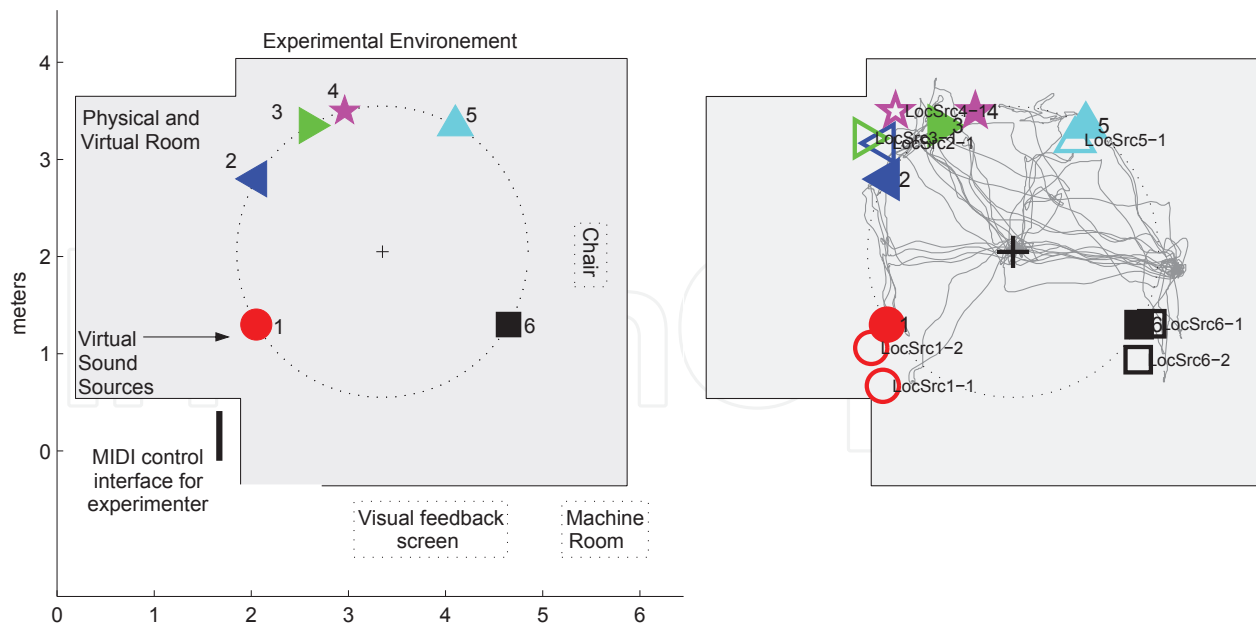 Experimental Environement
4
3
2
1
0
meters
Physical and
Virtual Room
4
3
5
2
Chair
1
6
Virtual
Sound
Sources
MIDI control
interface for
experimenter
Visual feedback
screen
Machine
Room
0
1
2
3
4
5
6
LocSrc4−1
4
3
5
LocSrc3−1
LocSrc2−1
LocSrc5−1
2
1
6
LocSrc6−1
LocSrc1−2
LocSrc6−2
LocSrc1−1